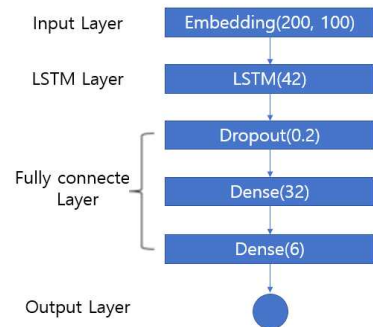 Input Layer
Embedding(200, 100)
LSTM Layer
LSTM(42)
Dropout(0.2)
Fully connecte
Layer
Dense(32)
Dense(6)
Output Layer